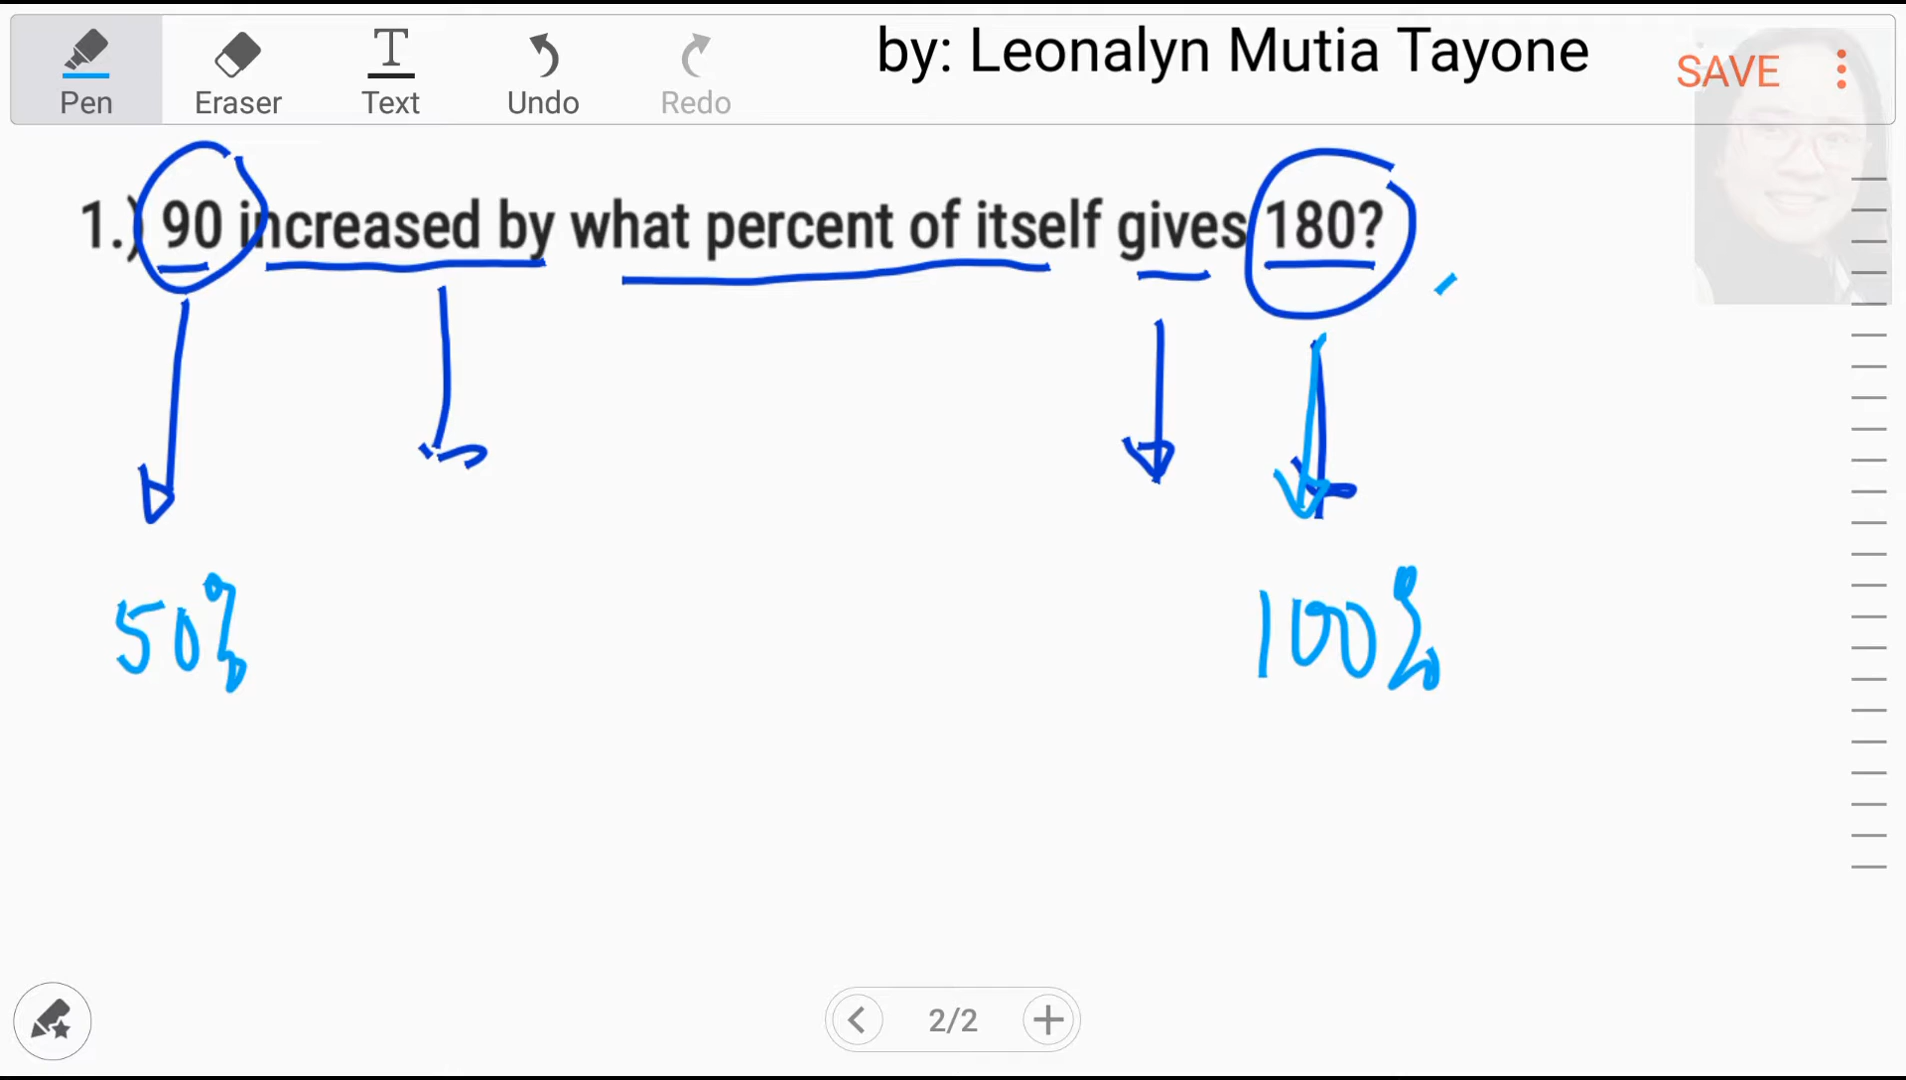 by: Leonalyn Mutia Tayone
SAVE
Pen Eraser Text Undo Redo
1.) 90 increased by what percent of itself gives 180?
50% 100%
2/2